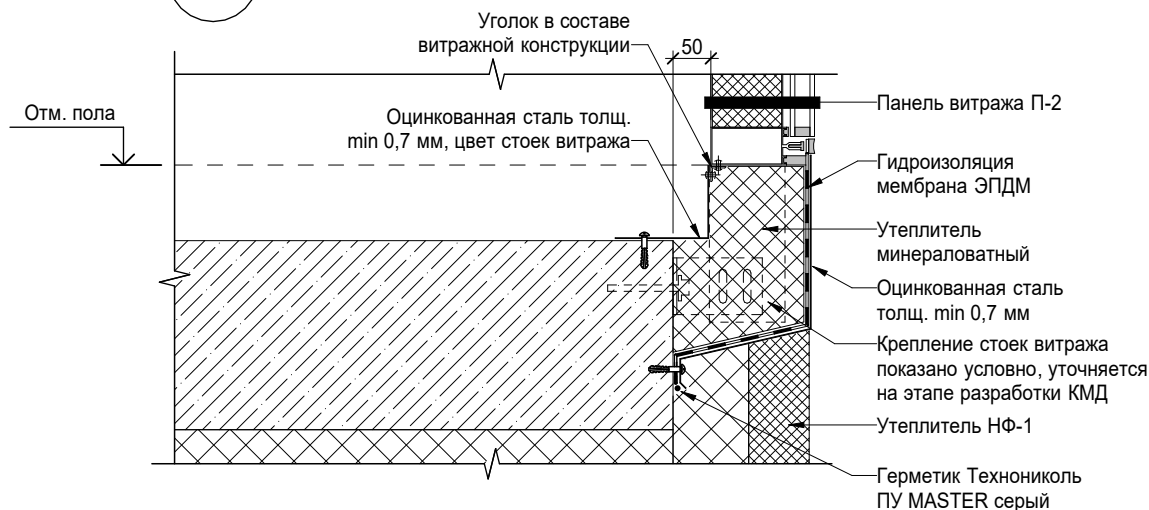 Уголок в составе
витражной конструкции
50
Отм. пола
Оцинкованная сталь толщ.
min 0,7 мм, цвет стоек витража
Панель витража П-2
Гидроизоляция
мембрана ЭПДМ
Утеплитель
минераловатный
Оцинкованная сталь
толщ. min 0,7 мм
Крепление стоек витража
показано условно, уточняется
на этапе разработки КМД
Утеплитель НФ-1
Герметик Технониколь
ПУ MASTER серый